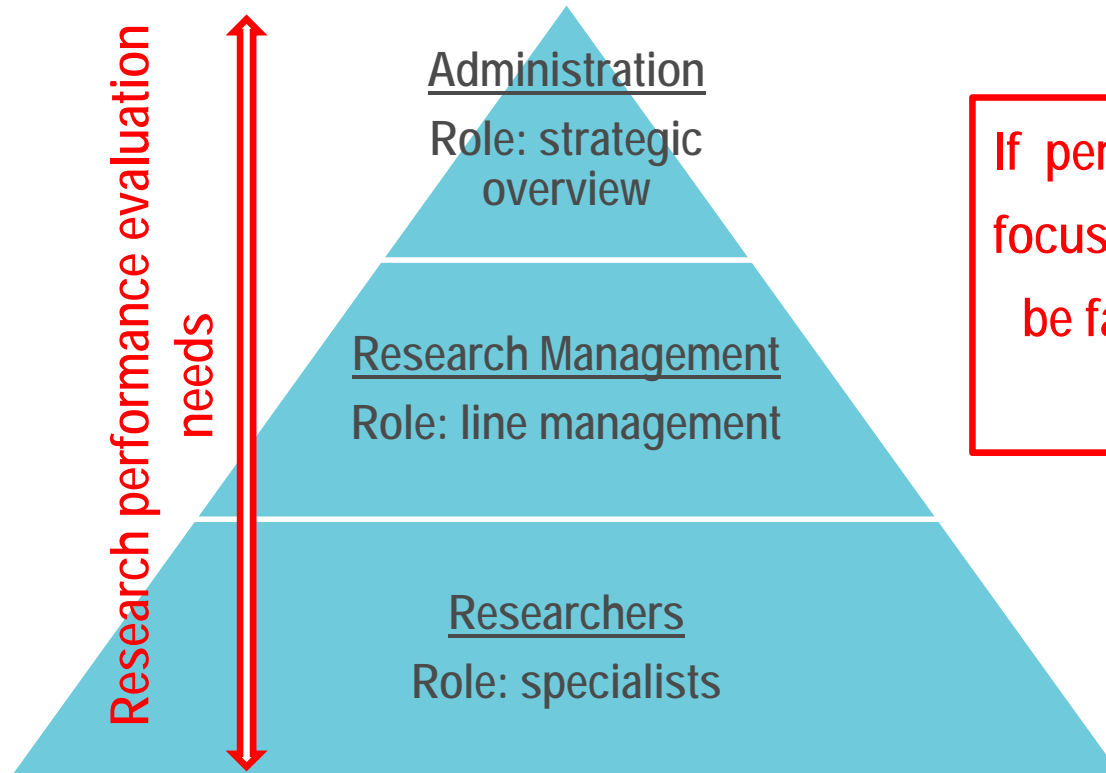 Research performance evaluation
needs
Administration
Role: strategic
overview
Research Management
Role: line management
Researchers
Role: specialists
If
focus
be